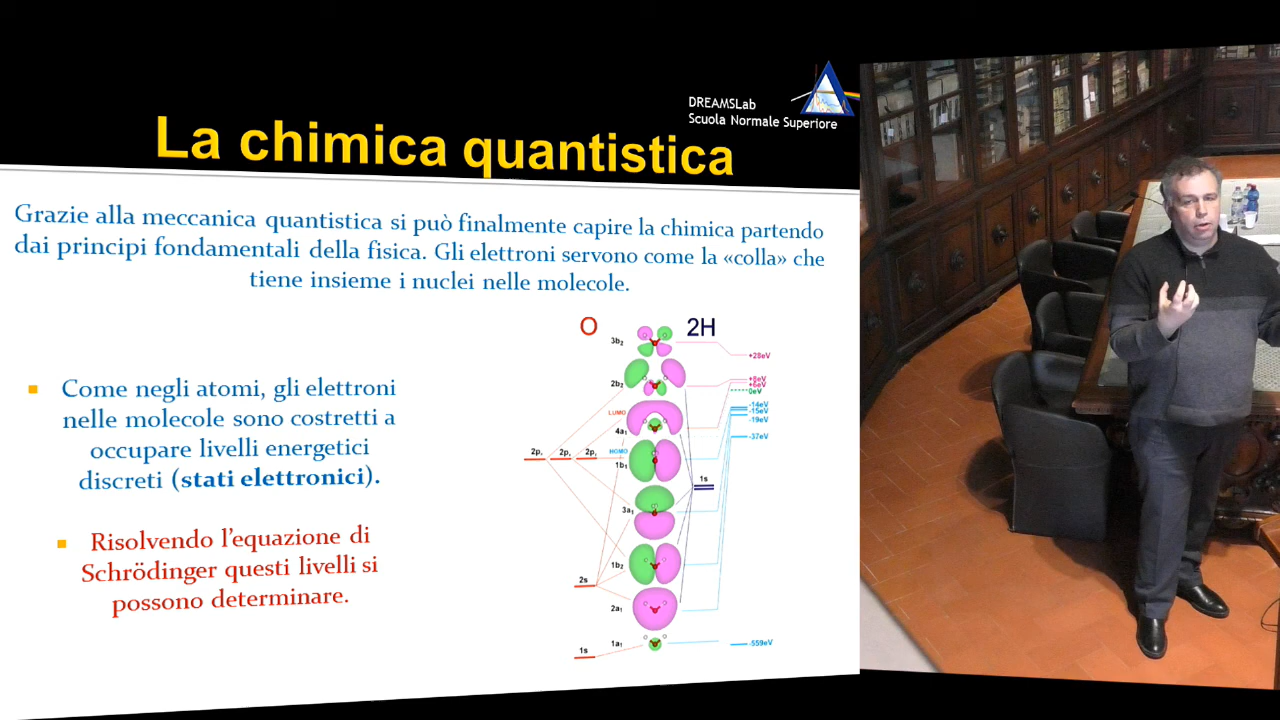 DREAMSLab
Scuola Normale Superiore
La chimica quantistica
Grazie alla meccanica quantistica si può finalmente capire la chimica partendo
dai principi fondamentali della fisica. Gli elettroni servono come la «colla» che
tiene insieme i nuclei nelle molecole.
Come negli atomi, gli elettroni
nelle molecole sono costretti a
occupare livelli energetici
discreti (stati elettronici).
Risolvendo l'equazione di
Schrödinger questi livelli si
possono determinare.
O 2H
3b₂
+28eV
2b₂
+8eV
+6eV
0eV
LUMO
4a₁
-14eV
-15eV
-19eV
-37eV
HOMO
1b₁
1s
3a₁
1b₂
2s
2a₁
1a₁
1s
-559eV